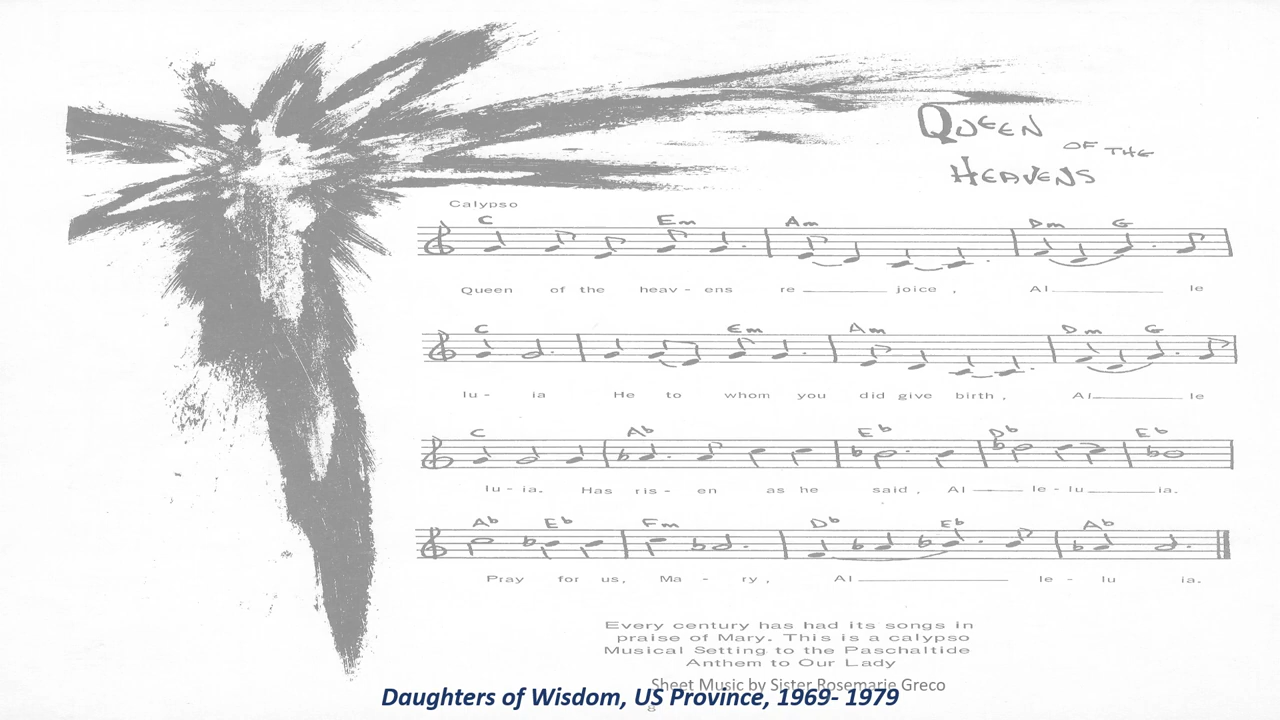 Queen
of the
Heavens
Calypso
C Em Am Dm G
Queen of the heav - ens re joice , Al le
C Em Am Dm G
lu - ia He to whom you did give birth , Al le
C Ab Eb Db Eb
lu - ia. Has ris - en as he said , Al le - lu ia.
Ab Eb Fm Db Eb Ab
Pray for us, Ma - ry , Al le - lu ia.
Every century has had its songs in
praise of Mary. This is a calypso
Musical Setting to the Paschaltide
Anthem to Our Lady
Sheet Music by Sister Rosemarie Greco
Daughters of Wisdom, US Province, 1969- 1979